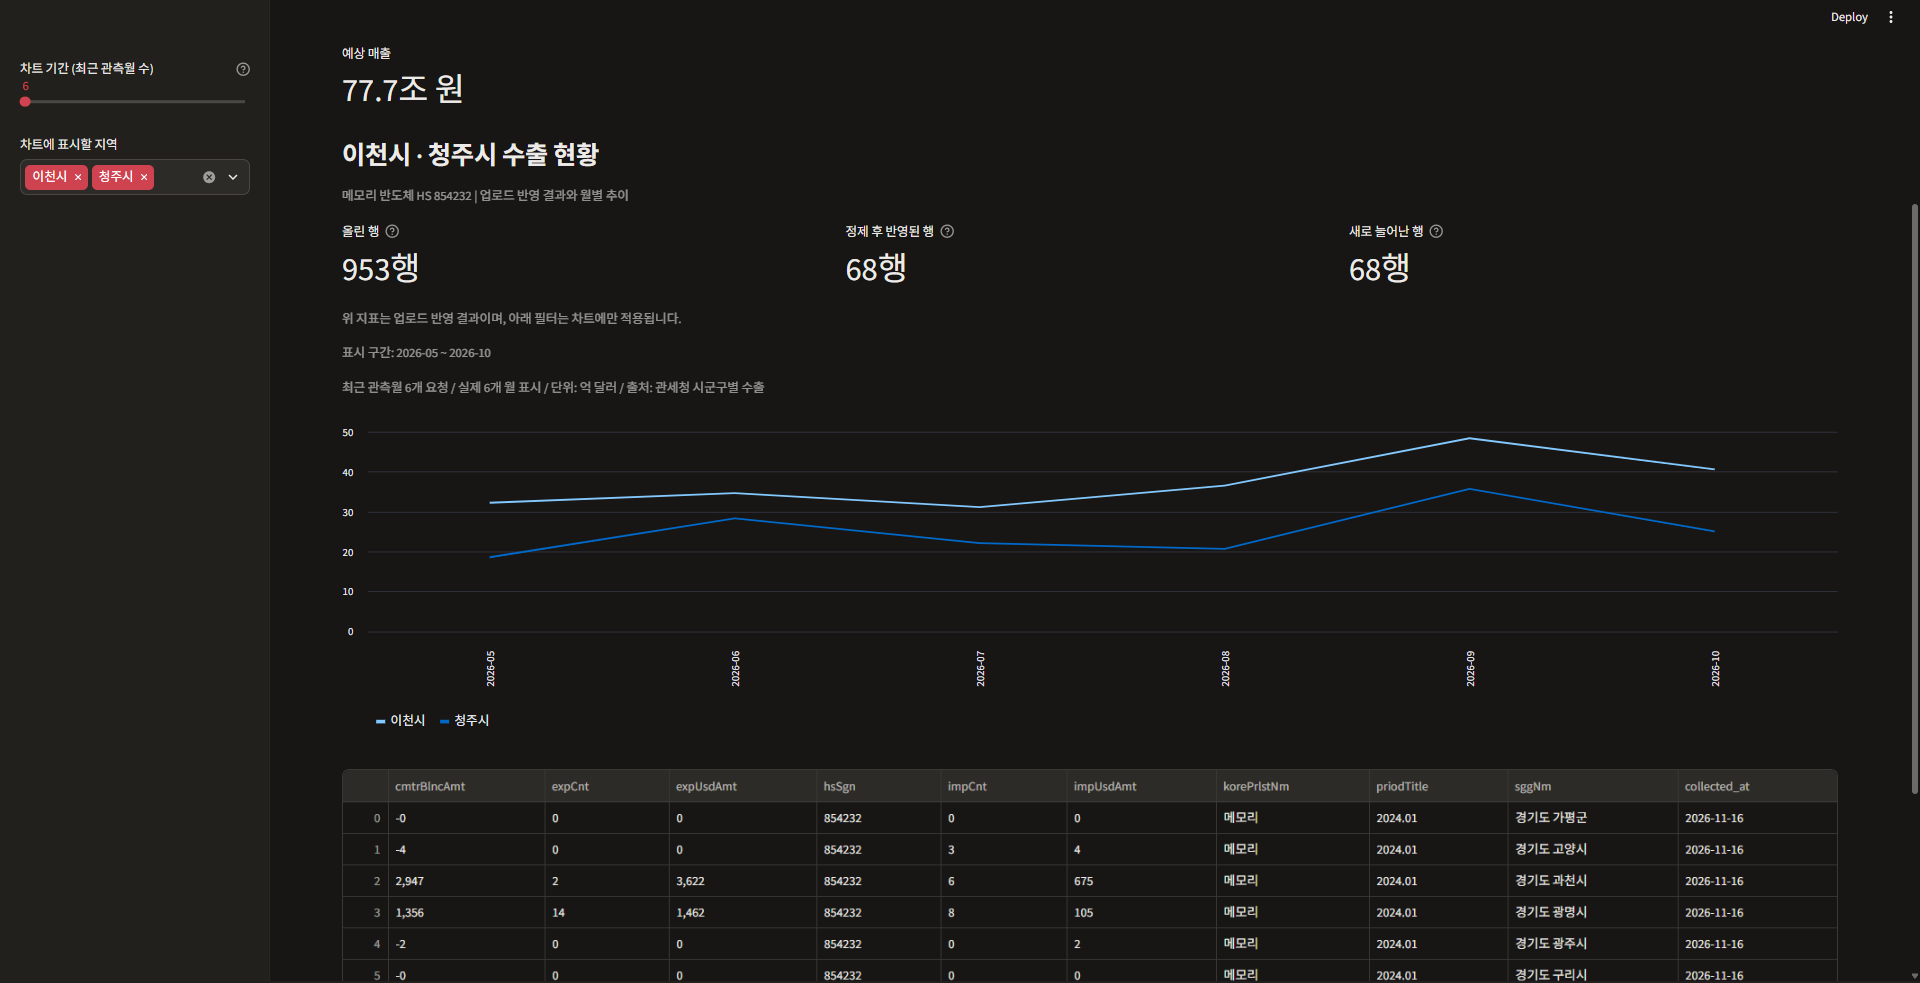 Deploy
차트 기간 (최근 관측월 수)
6
차트에 표시할 지역
이천시 × 청주시 ×
예상 매출
77.7조 원
이천시 · 청주시 수출 현황
메모리 반도체 HS 854232 | 업로드 반영 결과와 월별 추이
올린 행 정제 후 반영된 행 새로 늘어난 행
953행 68행 68행
위 지표는 업로드 반영 결과이며, 아래 필터는 차트에만 적용됩니다.
표시 구간: 2026-05 ~ 2026-10
최근 관측월 6개 요청 / 실제 6개 월 표시 / 단위: 억 달러 / 출처: 관세청 시군구별 수출
50
40
30
20
10
0
2026-05 2026-06 2026-07 2026-08 2026-09 2026-10
이천시 청주시
cmtrBlncAmt expCnt expUsdAmt hsSgn impCnt impUsdAmt korePrlstNm priodTitle sggNm collected_at
0 -0 0 0 854232 0 0 메모리 2024.01 경기도 가평군 2026-11-16
1 -4 0 0 854232 3 4 메모리 2024.01 경기도 고양시 2026-11-16
2 2,947 2 3,622 854232 6 675 메모리 2024.01 경기도 과천시 2026-11-16
3 1,356 14 1,462 854232 8 105 메모리 2024.01 경기도 광명시 2026-11-16
4 -2 0 0 854232 0 2 메모리 2024.01 경기도 광주시 2026-11-16
5 -0 0 0 854232 0 0 메모리 2024.01 경기도 구리시 2026-11-16